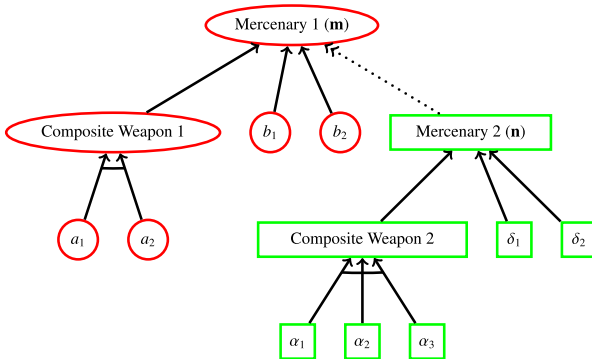 Mercenary 1 (m)
Composite Weapon 1
b₁
b₂
Mercenary 2 (n)
a₁
a₂
Composite Weapon 2
δ₁
δ₂
α₁
α₂
α₃